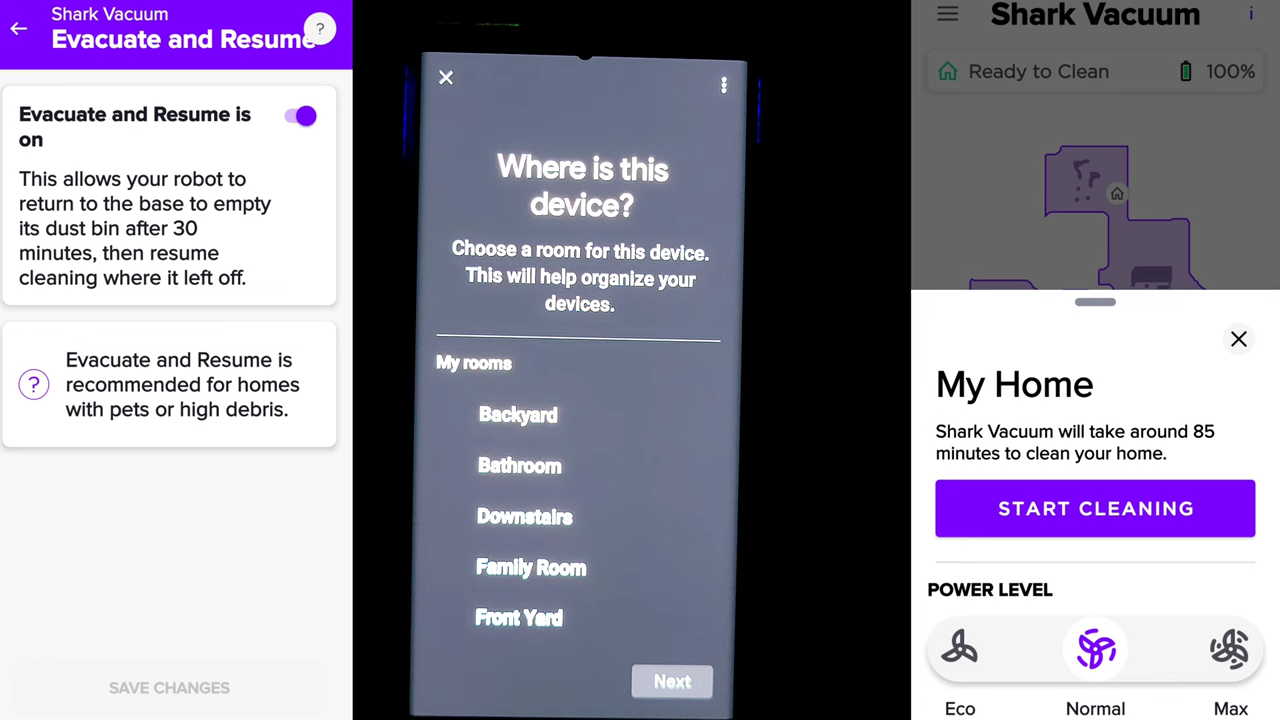 Shark Vacuum
Evacuate and Resume
?
Evacuate and Resume is
on
This allows your robot to
return to the base to empty
its dust bin after 30
minutes, then resume
cleaning where it left off.
?
Evacuate and Resume is
recommended for homes
with pets or high debris.
SAVE CHANGES
Where is this
device?
Choose a room for this device.
This will help organize your
devices.
My rooms
Backyard
Bathroom
Downstairs
Family Room
Front Yard
Next
Shark Vacuum
i
Ready to Clean
100%
My Home
Shark Vacuum will take around 85
minutes to clean your home.
START CLEANING
POWER LEVEL
Eco
Normal
Max